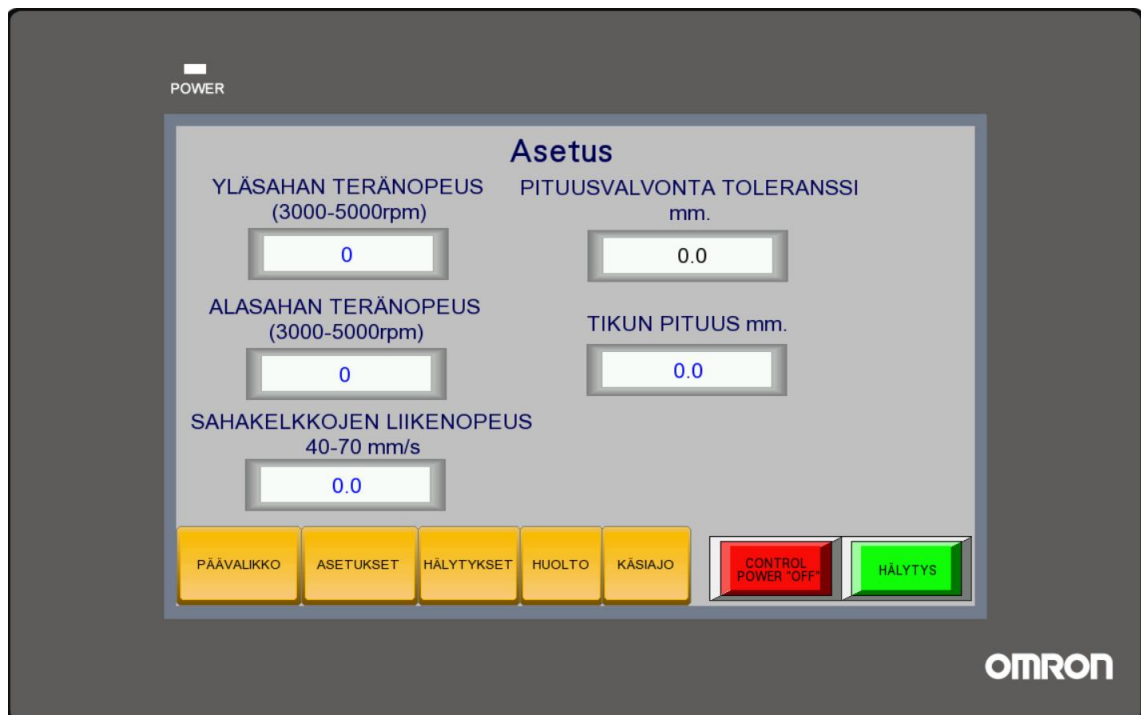 POWER
Asetus
YLÄSAHAN TERÄNOPEUS
(3000-5000rpm)
0
PITUUSVALVONTA TOLERANSSI
mm.
0.0
ALASAHAN TERÄNOPEUS
(3000-5000rpm)
0
TIKUN PITUUS mm.
0.0
SAHAKELKKOJEN LIIKENOPEUS
40-70 mm/s
0.0
PÄÄVALIKKO
ASETUKSET
HÄLYTYKSET
HUOLTO
KÄSIAJO
CONTROL
POWER "OFF"
HÄLYTYS
OMRON